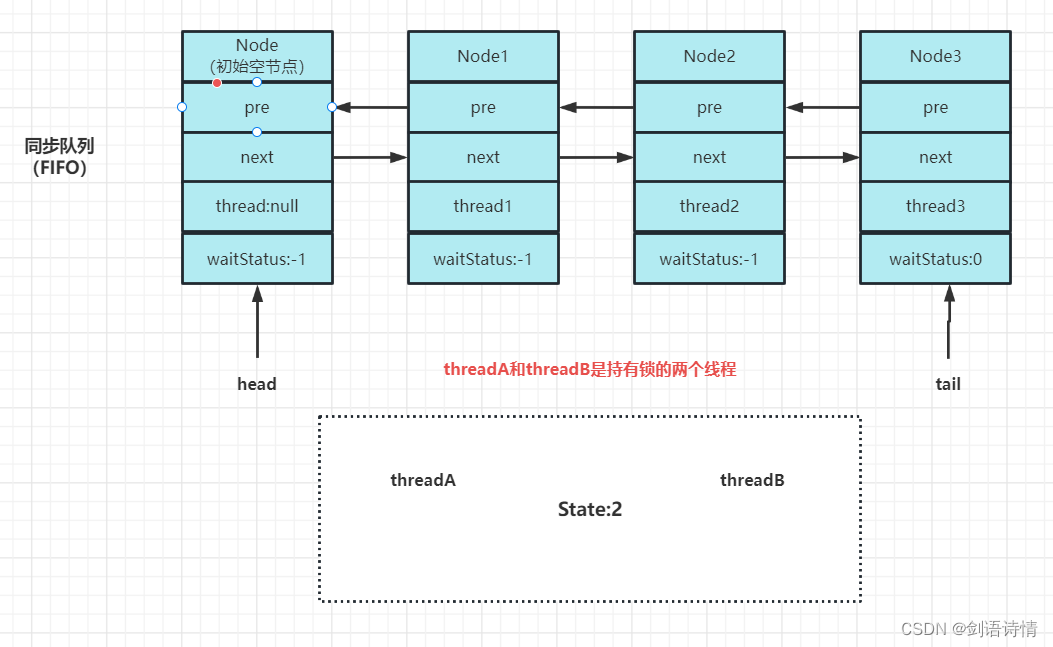 Node
(初始空节点)
pre
next
thread:null
waitStatus:-1
Node1
pre
next
thread1
waitStatus:-1
Node2
pre
next
thread2
waitStatus:-1
Node3
pre
next
thread3
waitStatus:0
同步队列
（FIFO）
head
threadA和threadB是持有锁的两个线程
tail
threadA
threadB
State:2
CSDN @剑语诗情